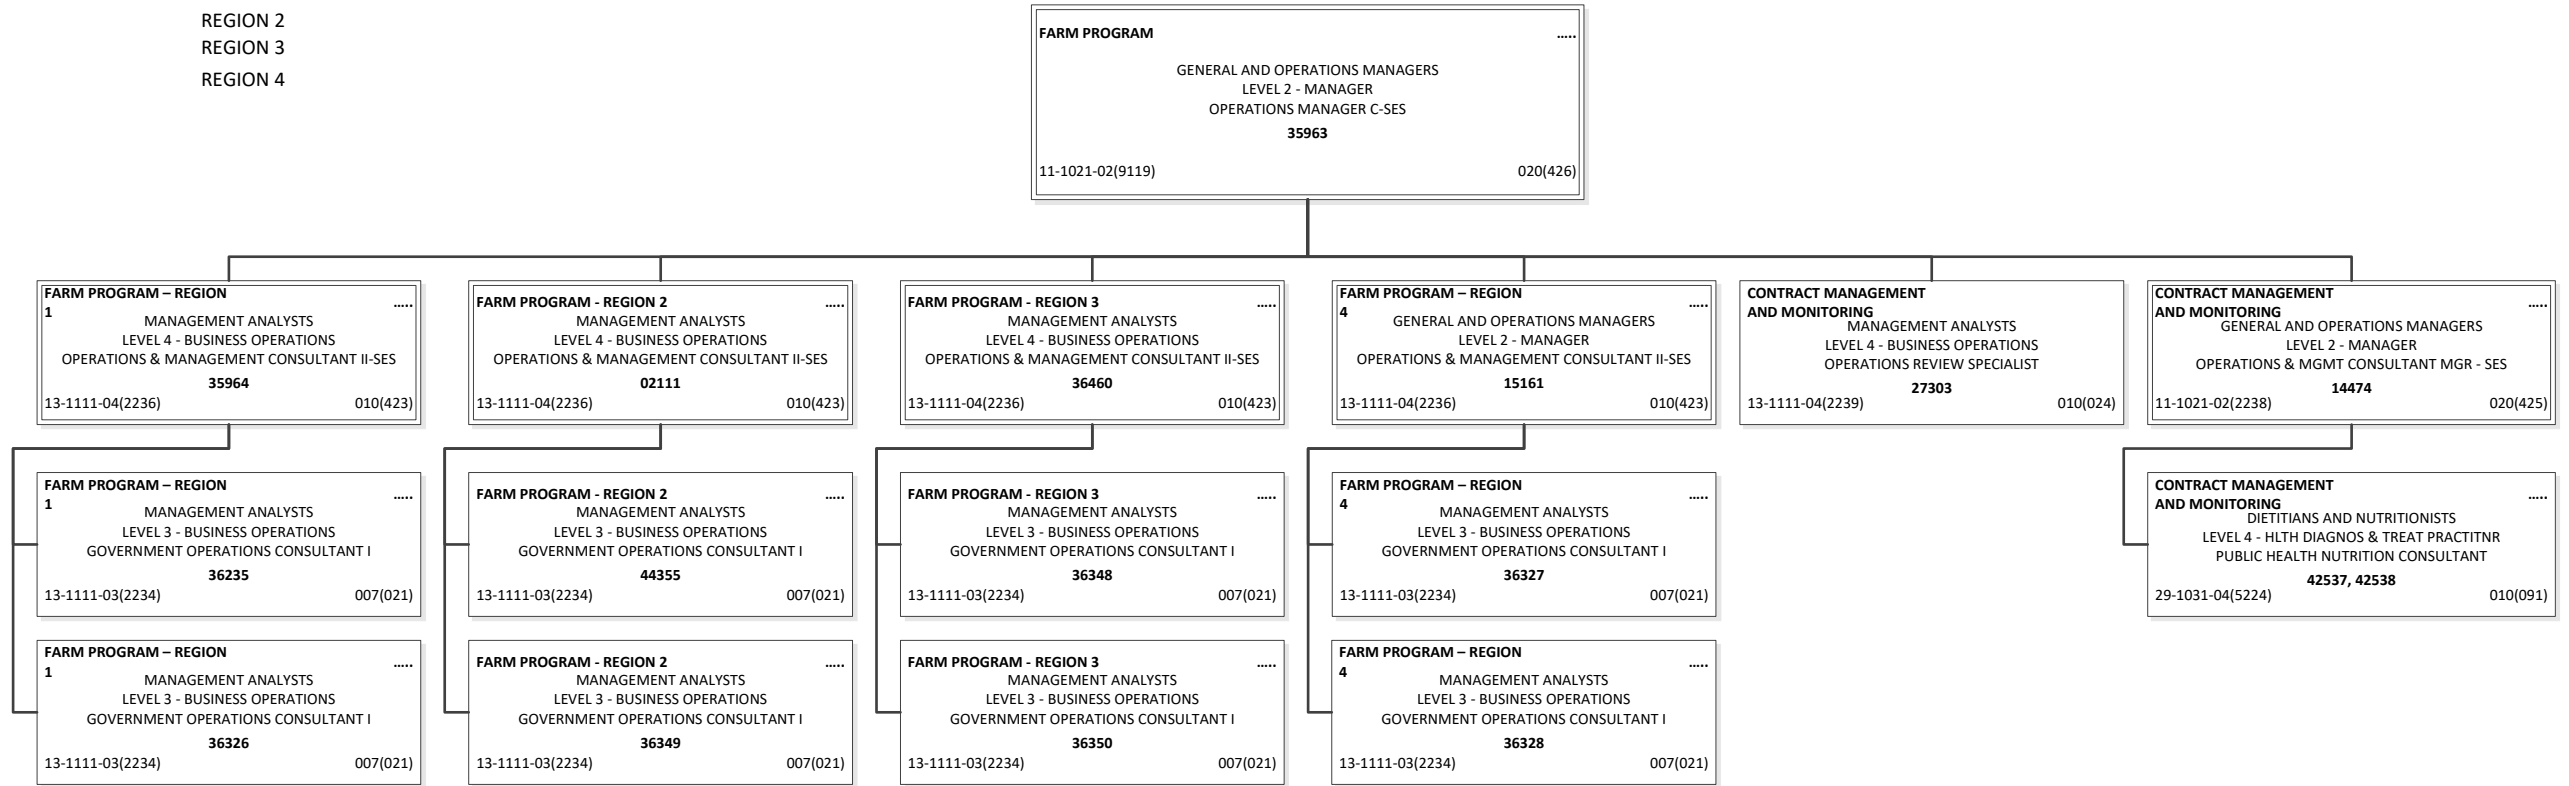 REGION 2
REGION 3
REGION 4
FARM PROGRAM .....
GENERAL AND OPERATIONS MANAGERS
LEVEL 2 - MANAGER
OPERATIONS MANAGER C-SES
35963
11-1021-02(9119) 020(426)
FARM PROGRAM – REGION
1 .....
MANAGEMENT ANALYSTS
LEVEL 4 - BUSINESS OPERATIONS
OPERATIONS & MANAGEMENT CONSULTANT II-SES
35964
13-1111-04(2236) 010(423)
FARM PROGRAM - REGION 2 .....
MANAGEMENT ANALYSTS
LEVEL 4 - BUSINESS OPERATIONS
OPERATIONS & MANAGEMENT CONSULTANT II-SES
02111
13-1111-04(2236) 010(423)
FARM PROGRAM - REGION 3 .....
MANAGEMENT ANALYSTS
LEVEL 4 - BUSINESS OPERATIONS
OPERATIONS & MANAGEMENT CONSULTANT II-SES
36460
13-1111-04(2236) 010(423)
FARM PROGRAM – REGION
4 .....
GENERAL AND OPERATIONS MANAGERS
LEVEL 2 - MANAGER
OPERATIONS & MANAGEMENT CONSULTANT II-SES
15161
13-1111-04(2236) 010(423)
CONTRACT MANAGEMENT
AND MONITORING .....
MANAGEMENT ANALYSTS
LEVEL 4 - BUSINESS OPERATIONS
OPERATIONS REVIEW SPECIALIST
27303
13-1111-04(2239) 010(024)
CONTRACT MANAGEMENT
AND MONITORING .....
GENERAL AND OPERATIONS MANAGERS
LEVEL 2 - MANAGER
OPERATIONS & MGMT CONSULTANT MGR - SES
14474
11-1021-02(2238) 020(425)
FARM PROGRAM – REGION
1 .....
MANAGEMENT ANALYSTS
LEVEL 3 - BUSINESS OPERATIONS
GOVERNMENT OPERATIONS CONSULTANT I
36235
13-1111-03(2234) 007(021)
FARM PROGRAM - REGION 2 .....
MANAGEMENT ANALYSTS
LEVEL 3 - BUSINESS OPERATIONS
GOVERNMENT OPERATIONS CONSULTANT I
44355
13-1111-03(2234) 007(021)
FARM PROGRAM - REGION 3 .....
MANAGEMENT ANALYSTS
LEVEL 3 - BUSINESS OPERATIONS
GOVERNMENT OPERATIONS CONSULTANT I
36348
13-1111-03(2234) 007(021)
FARM PROGRAM – REGION
4 .....
MANAGEMENT ANALYSTS
LEVEL 3 - BUSINESS OPERATIONS
GOVERNMENT OPERATIONS CONSULTANT I
36327
13-1111-03(2234) 007(021)
CONTRACT MANAGEMENT
AND MONITORING .....
DIETITIANS AND NUTRITIONISTS
LEVEL 4 - HLTH DIAGNOS & TREAT PRACTITNR
PUBLIC HEALTH NUTRITION CONSULTANT
42537, 42538
29-1031-04(5224) 010(091)
FARM PROGRAM – REGION
1 .....
MANAGEMENT ANALYSTS
LEVEL 3 - BUSINESS OPERATIONS
GOVERNMENT OPERATIONS CONSULTANT I
36326
13-1111-03(2234) 007(021)
FARM PROGRAM - REGION 2 .....
MANAGEMENT ANALYSTS
LEVEL 3 - BUSINESS OPERATIONS
GOVERNMENT OPERATIONS CONSULTANT I
36349
13-1111-03(2234) 007(021)
FARM PROGRAM - REGION 3 .....
MANAGEMENT ANALYSTS
LEVEL 3 - BUSINESS OPERATIONS
GOVERNMENT OPERATIONS CONSULTANT I
36350
13-1111-03(2234) 007(021)
FARM PROGRAM – REGION
4 .....
MANAGEMENT ANALYSTS
LEVEL 3 - BUSINESS OPERATIONS
GOVERNMENT OPERATIONS CONSULTANT I
36328
13-1111-03(2234) 007(021)